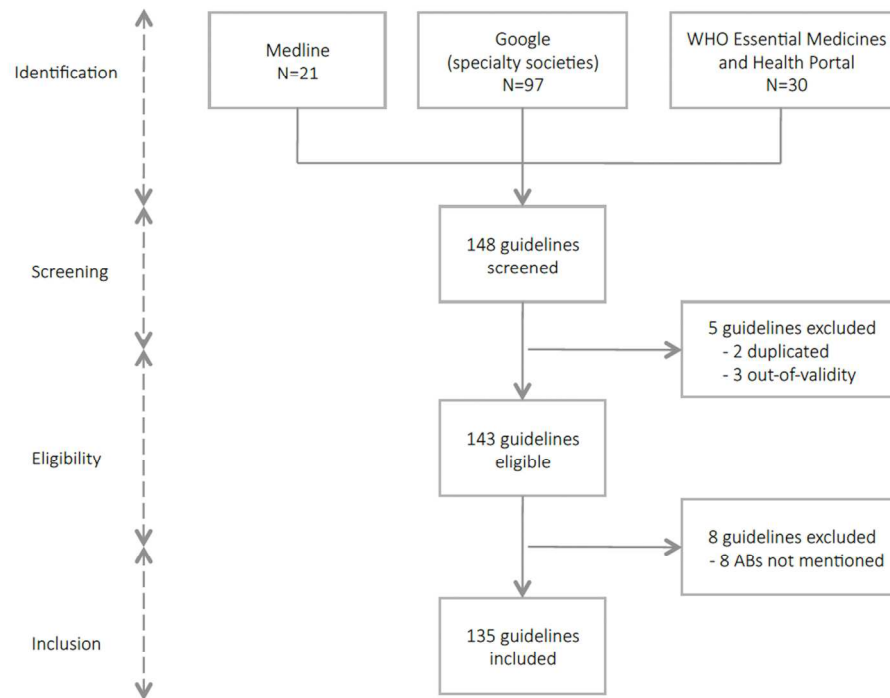 Identification
Medline
N=21
Google
(specialty societies)
N=97
WHO Essential Medicines
and Health Portal
N=30
Screening
148 guidelines
screened
5 guidelines excluded
- 2 duplicated
- 3 out-of-validity
Eligibility
143 guidelines
eligible
8 guidelines excluded
- 8 ABs not mentioned
Inclusion
135 guidelines
included